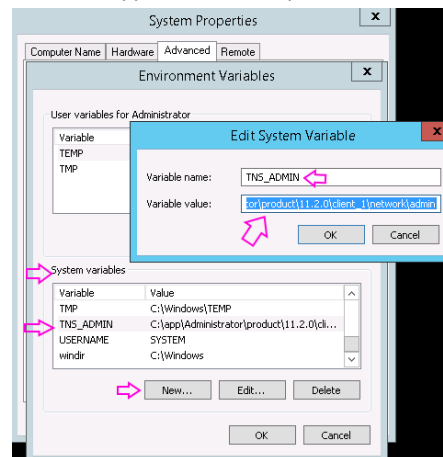 System Properties
x
Computer Name Hardware Advanced Remote
Environment Variables
x
User variables for Administrator
Variable
TEMP
TMP
Edit System Variable
x
Variable name: TNS_ADMIN
Variable value: tor\product\11.2.0\client_1\network\admin
OK Cancel
System variables
Variable Value
TMP C:\Windows\TEMP
TNS_ADMIN C:\app\Administrator\product\11.2.0\cli...
USERNAME SYSTEM
windir C:\Windows
New... Edit... Delete
OK Cancel